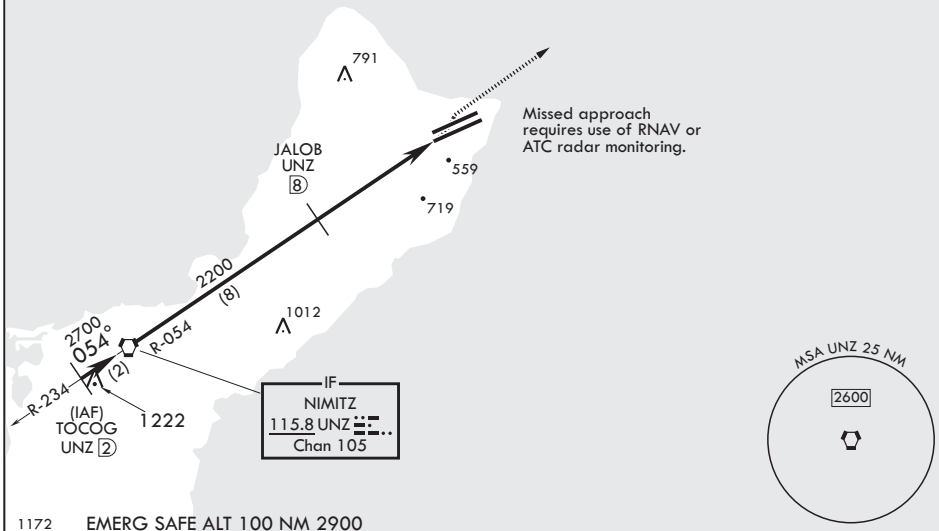 791
Missed approach
requires use of RNAV or
ATC radar monitoring.
JALOB
UNZ
D 8
559
719
2200
(8)
1012
2700
054°
(2)
R-054
R-234
(IAF)
TOCOG
UNZ D 2
1222
IF
NIMITZ
115.8 UNZ
Chan 105
MSA UNZ 25 NM
2600
1172 EMERG SAFE ALT 100 NM 2900